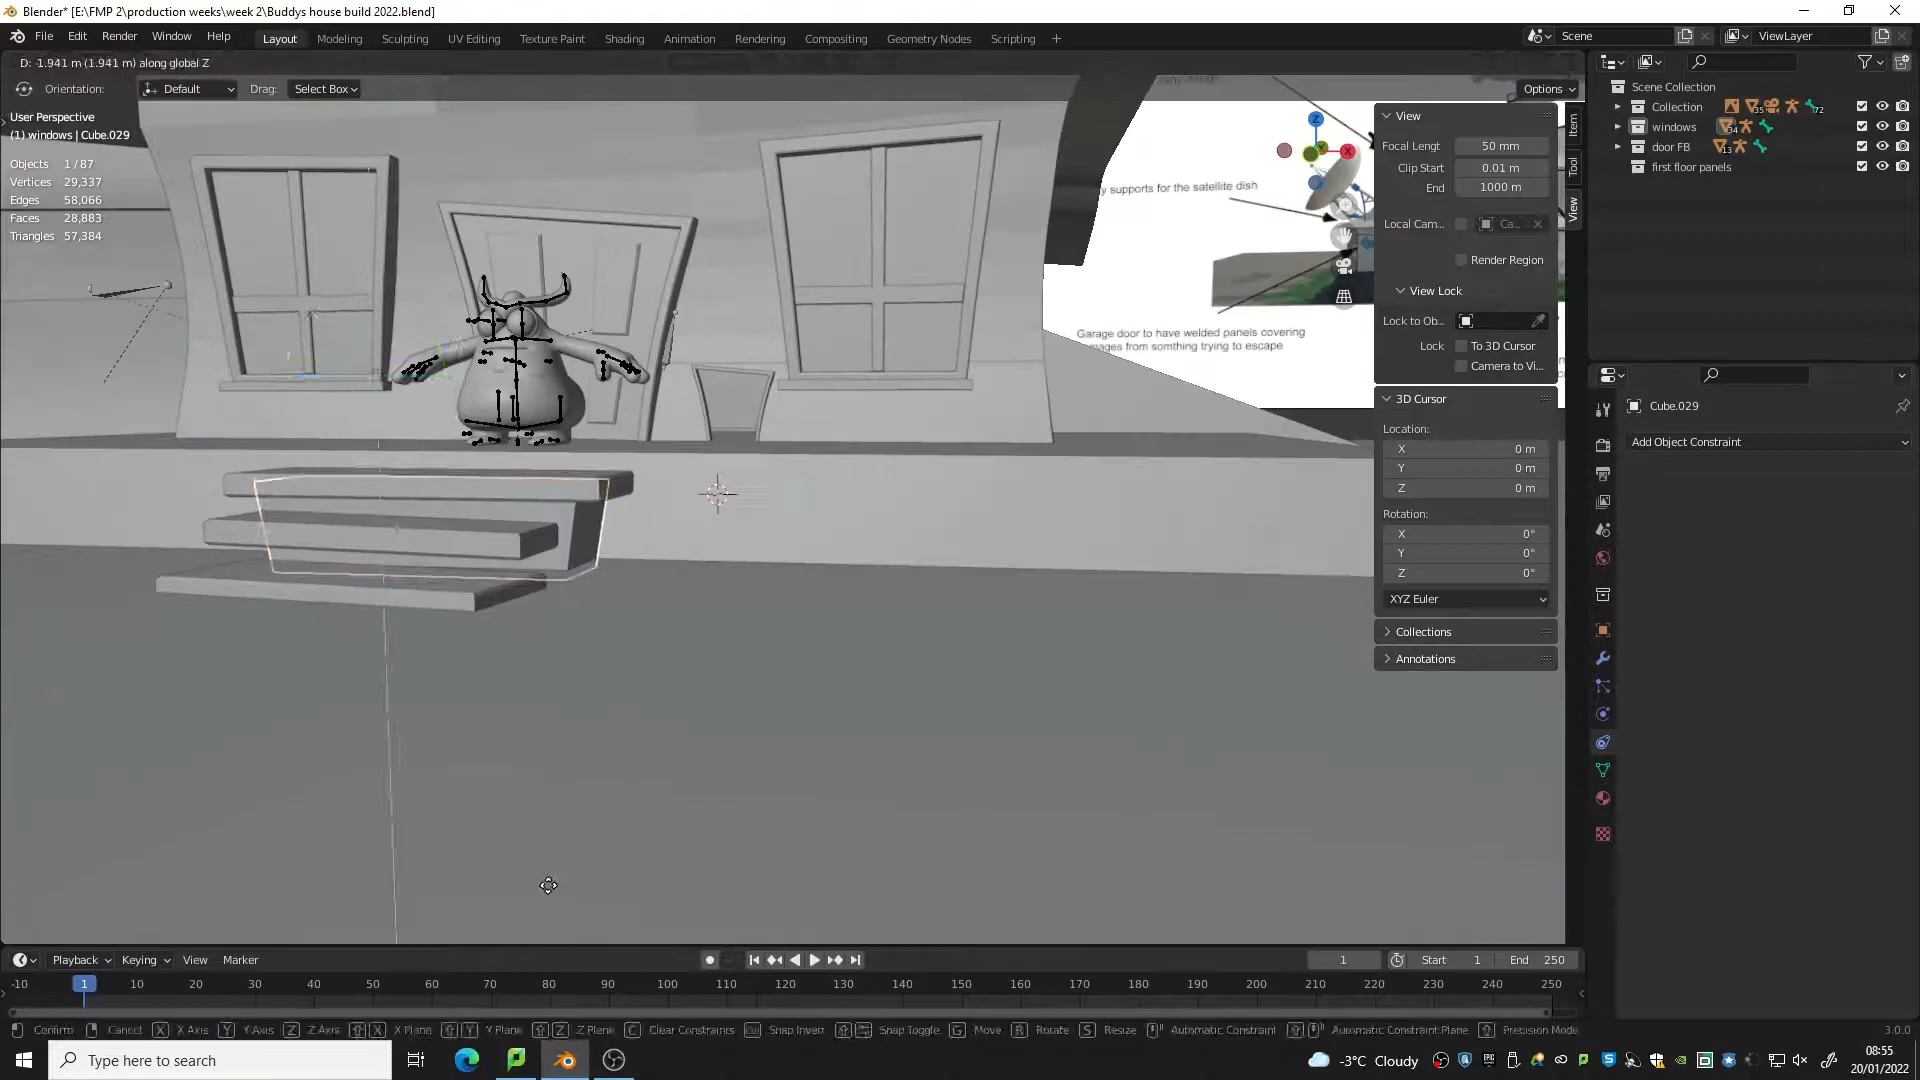 Blender* [E:\FMP 2\production weeks\week 2\Buddys house build 2022.blend]
File Edit Render Window Help
Layout Modeling Sculpting UV Editing Texture Paint Shading Animation Rendering Compositing Geometry Nodes Scripting +
Scene
ViewLayer
D: -1.941 m (1.941 m) along global Z
Orientation: Default Drag: Select Box
Options
User Perspective
(1) windows | Cube.029
Objects 1 / 87
Vertices 29,337
Edges 58,066
Faces 28,883
Triangles 57,384
y supports for the satellite dish
Garage door to have welded panels covering
mages from somthing trying to escape
View
Focal Lengt 50 mm
Clip Start 0.01 m
End 1000 m
Local Cam... Ca...
Render Region
View Lock
Lock to Ob...
Lock To 3D Cursor
Camera to Vi...
3D Cursor
Location:
X 0 m
Y 0 m
Z 0 m
Rotation:
X 0°
Y 0°
Z 0°
XYZ Euler
Collections
Annotations
Item
Tool
View
Z
Y
X
Scene Collection
Collection 35 72
windows 34
door FB 13
first floor panels
Cube.029
Add Object Constraint
Playback Keying View Marker
1 Start 1 End 250
-10 1 10 20 30 40 50 60 70 80 90 100 110 120 130 140 150 160 170 180 190 200 210 220 230 240 250
Confirm Cancel X X Axis Y Y Axis Z Z Axis X X Plane Y Y Plane Z Z Plane C Clear Constraints Snap Invert Snap Toggle G Move R Rotate S Resize Automatic Constraint Automatic Constraint Plane Precision Mode 3.0.0
Type here to search
-3°C Cloudy
08:55
20/01/2022